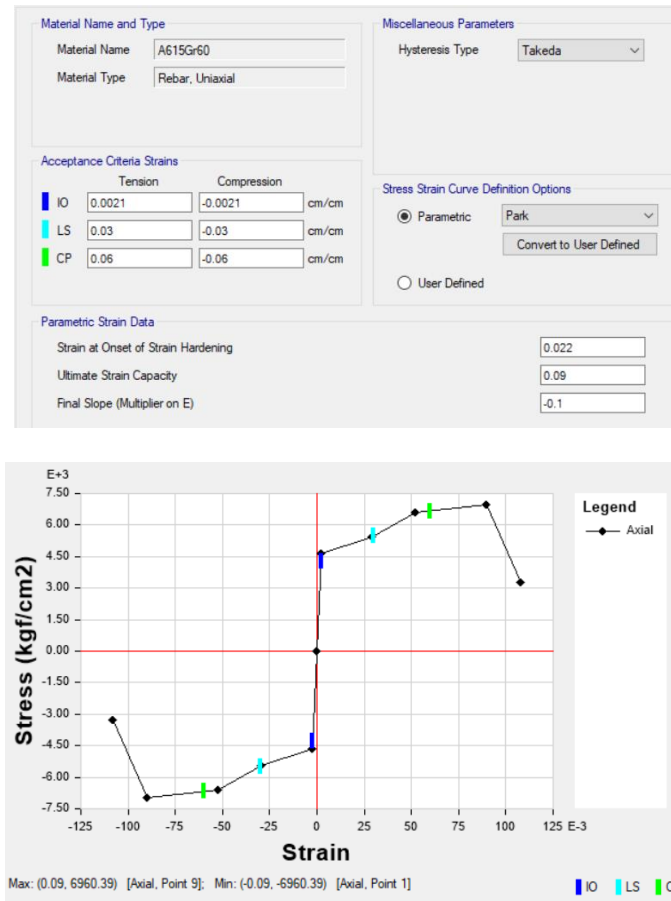 Material Name and Type
Material Name A615Gr60
Material Type Rebar, Uniaxial
Miscellaneous Parameters
Hysteresis Type Takeda
Acceptance Criteria Strains
Tension Compression
IO 0.0021 -0.0021 cm/cm
LS 0.03 -0.03 cm/cm
CP 0.06 -0.06 cm/cm
Stress Strain Curve Definition Options
Parametric Park
Convert to User Defined
User Defined
Parametric Strain Data
Strain at Onset of Strain Hardening 0.022
Ultimate Strain Capacity 0.09
Final Slope (Multiplier on E) -0.1
E+3
7.50
6.00
4.50
3.00
1.50
0.00
-1.50
-3.00
-4.50
-6.00
-7.50
Stress (kgf/cm2)
-125 -100 -75 -50 -25 0 25 50 75 100 125 E-3
Strain
Legend
Axial
Max: (0.09, 6960.39) [Axial, Point 9]; Min: (-0.09, -6960.39) [Axial, Point 1]
IO LS